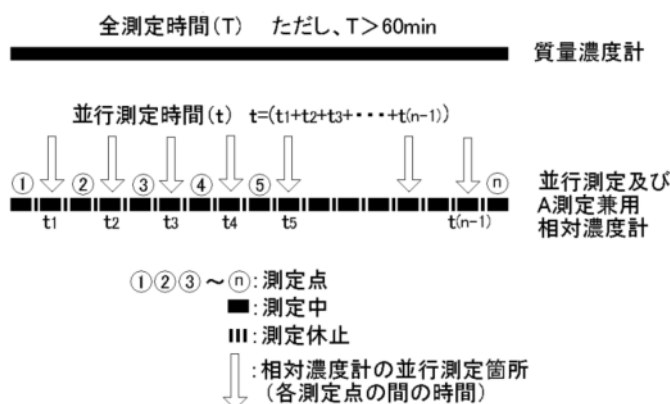 全測定時間(T) ただし、T>60min
質量濃度計
並行測定時間(t) t=(t1+t2+t3+･･･+t(n-1))
① ② ③ ④ ⑤ ⓝ
t1 t2 t3 t4 t5 t(n-1)
並行測定及び
A測定兼用
相対濃度計
①②③～ⓝ:測定点
:測定中
:測定休止
:相対濃度計の並行測定箇所
(各測定点の間の時間)